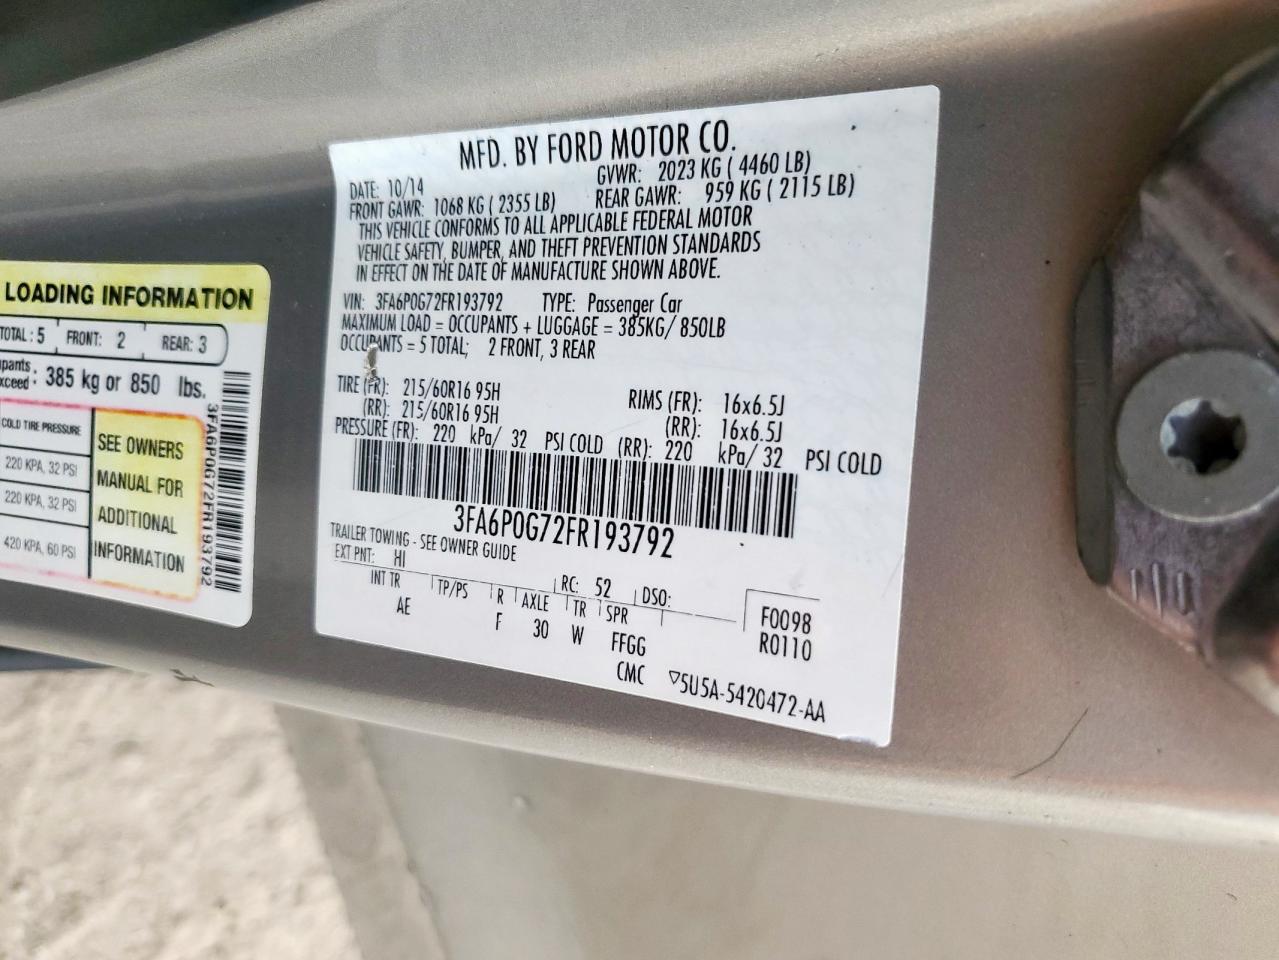 LOADING INFORMATION
TOTAL: 5 FRONT: 2 REAR: 3
385 kg or 850 lbs.
COLD TIRE PRESSURE
220 KPA, 32 PSI
220 KPA, 32 PSI
420 KPA, 60 PSI
SEE OWNERS
MANUAL FOR
ADDITIONAL
INFORMATION
3FA6P0G72FR193792
MFD. BY FORD MOTOR CO.
DATE: 10/14 GVWR: 2023 KG ( 4460 LB)
FRONT GAWR: 1068 KG ( 2355 LB) REAR GAWR: 959 KG ( 2115 LB)
THIS VEHICLE CONFORMS TO ALL APPLICABLE FEDERAL MOTOR
VEHICLE SAFETY, BUMPER, AND THEFT PREVENTION STANDARDS
IN EFFECT ON THE DATE OF MANUFACTURE SHOWN ABOVE.
VIN: 3FA6P0G72FR193792 TYPE: Passenger Car
MAXIMUM LOAD = OCCUPANTS + LUGGAGE = 385KG/ 850LB
OCCUPANTS = 5 TOTAL; 2 FRONT, 3 REAR
TIRE (FR): 215/60R16 95H RIMS (FR): 16x6.5J
(RR): 215/60R16 95H (RR): 16x6.5J
PRESSURE (FR): 220 kPa/ 32 PSI COLD (RR): 220 kPa/ 32 PSI COLD
3FA6P0G72FR193792
TRAILER TOWING - SEE OWNER GUIDE
EXT PNT: HI RC: 52 DSO:
INT TR TP/PS R AXLE TR SPR F0098
AE F 30 W FFGG R0110
CMC 5U5A-5420472-AA